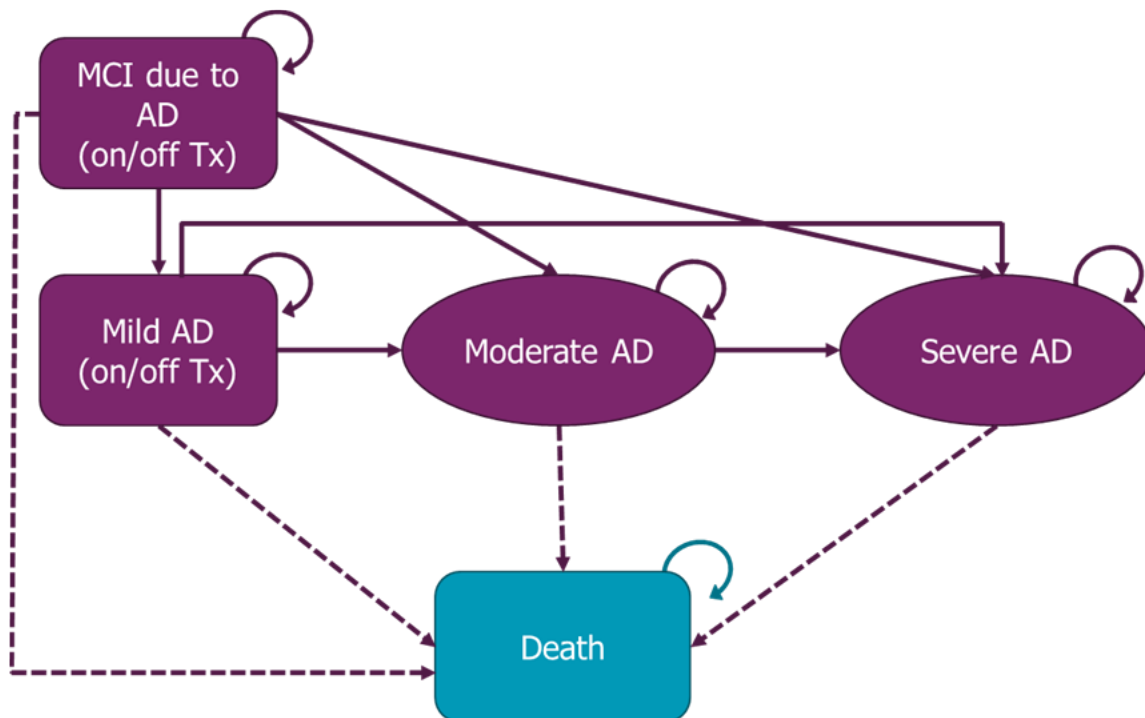 MCI due to
AD
(on/off Tx)
Mild AD
(on/off Tx)
Moderate AD
Severe AD
Death